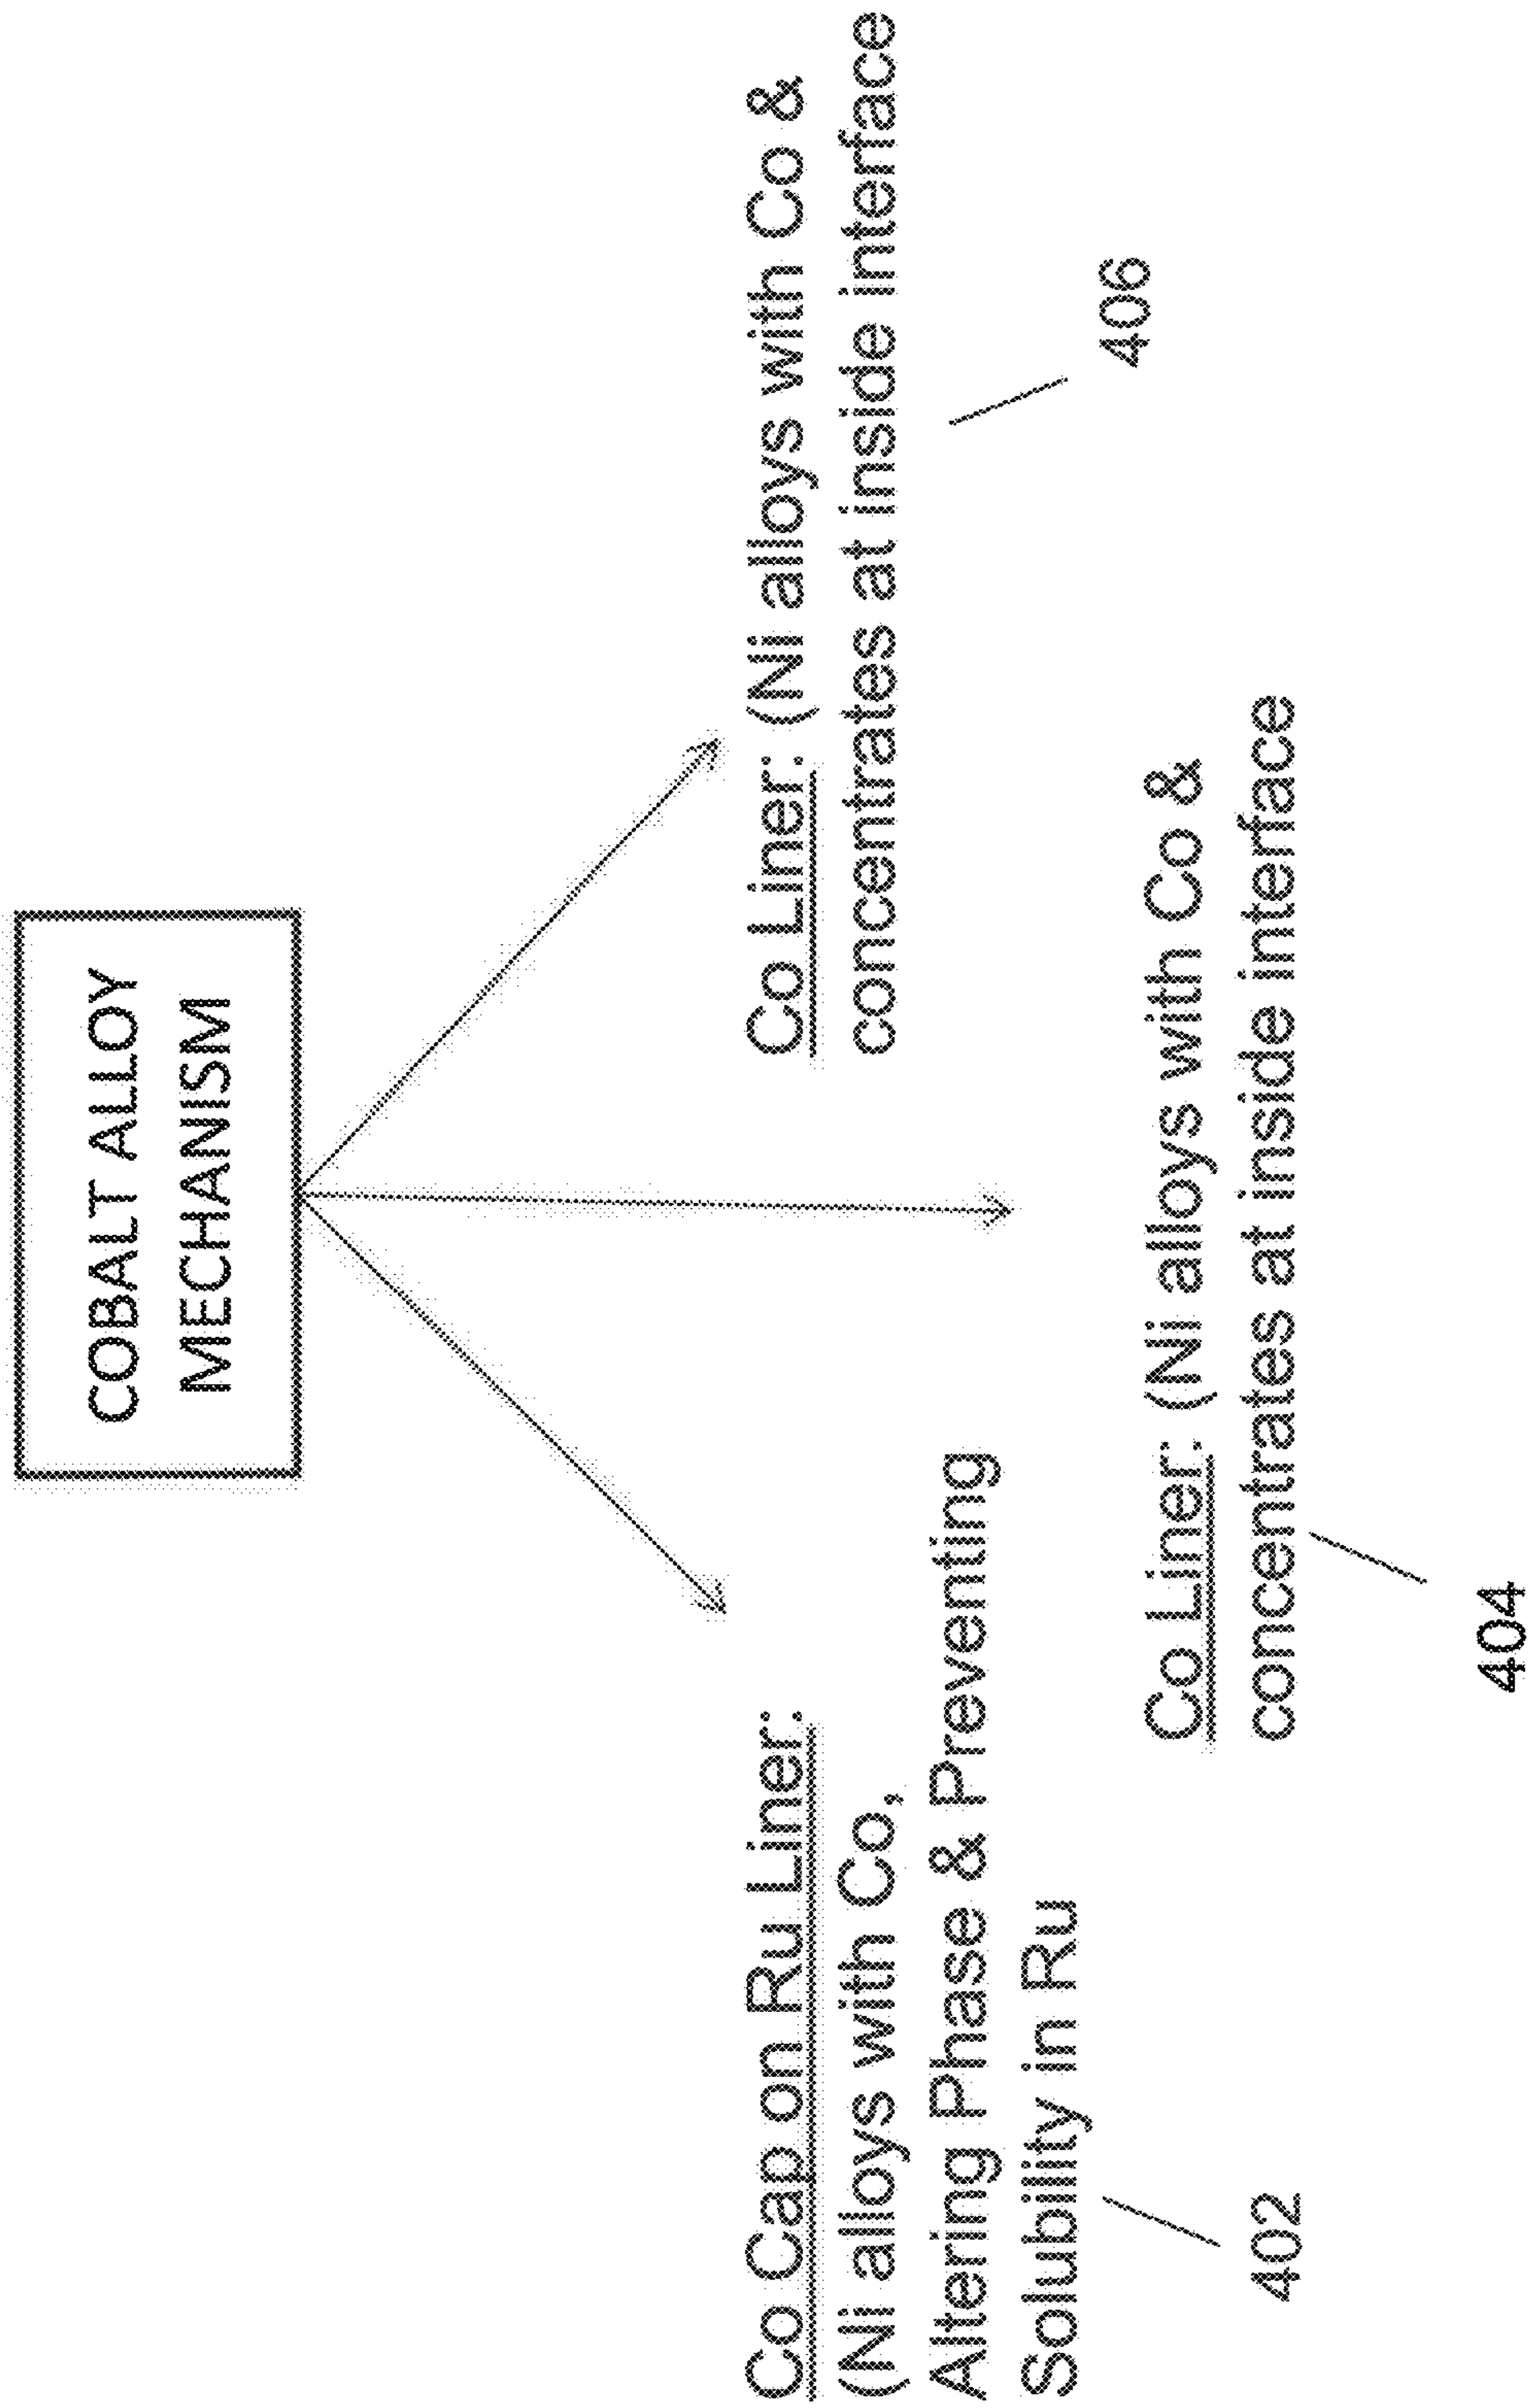 COBALT ALLOY
MECHANISM
Co Cap on Ru Liner:
(Ni alloys with Co,
Altering Phase & Preventing
Solubility in Ru
402
Co Liner: (Ni alloys with Co &
concentrates at inside interface
404
Co Liner: (Ni alloys with Co &
concentrates at inside interface
406